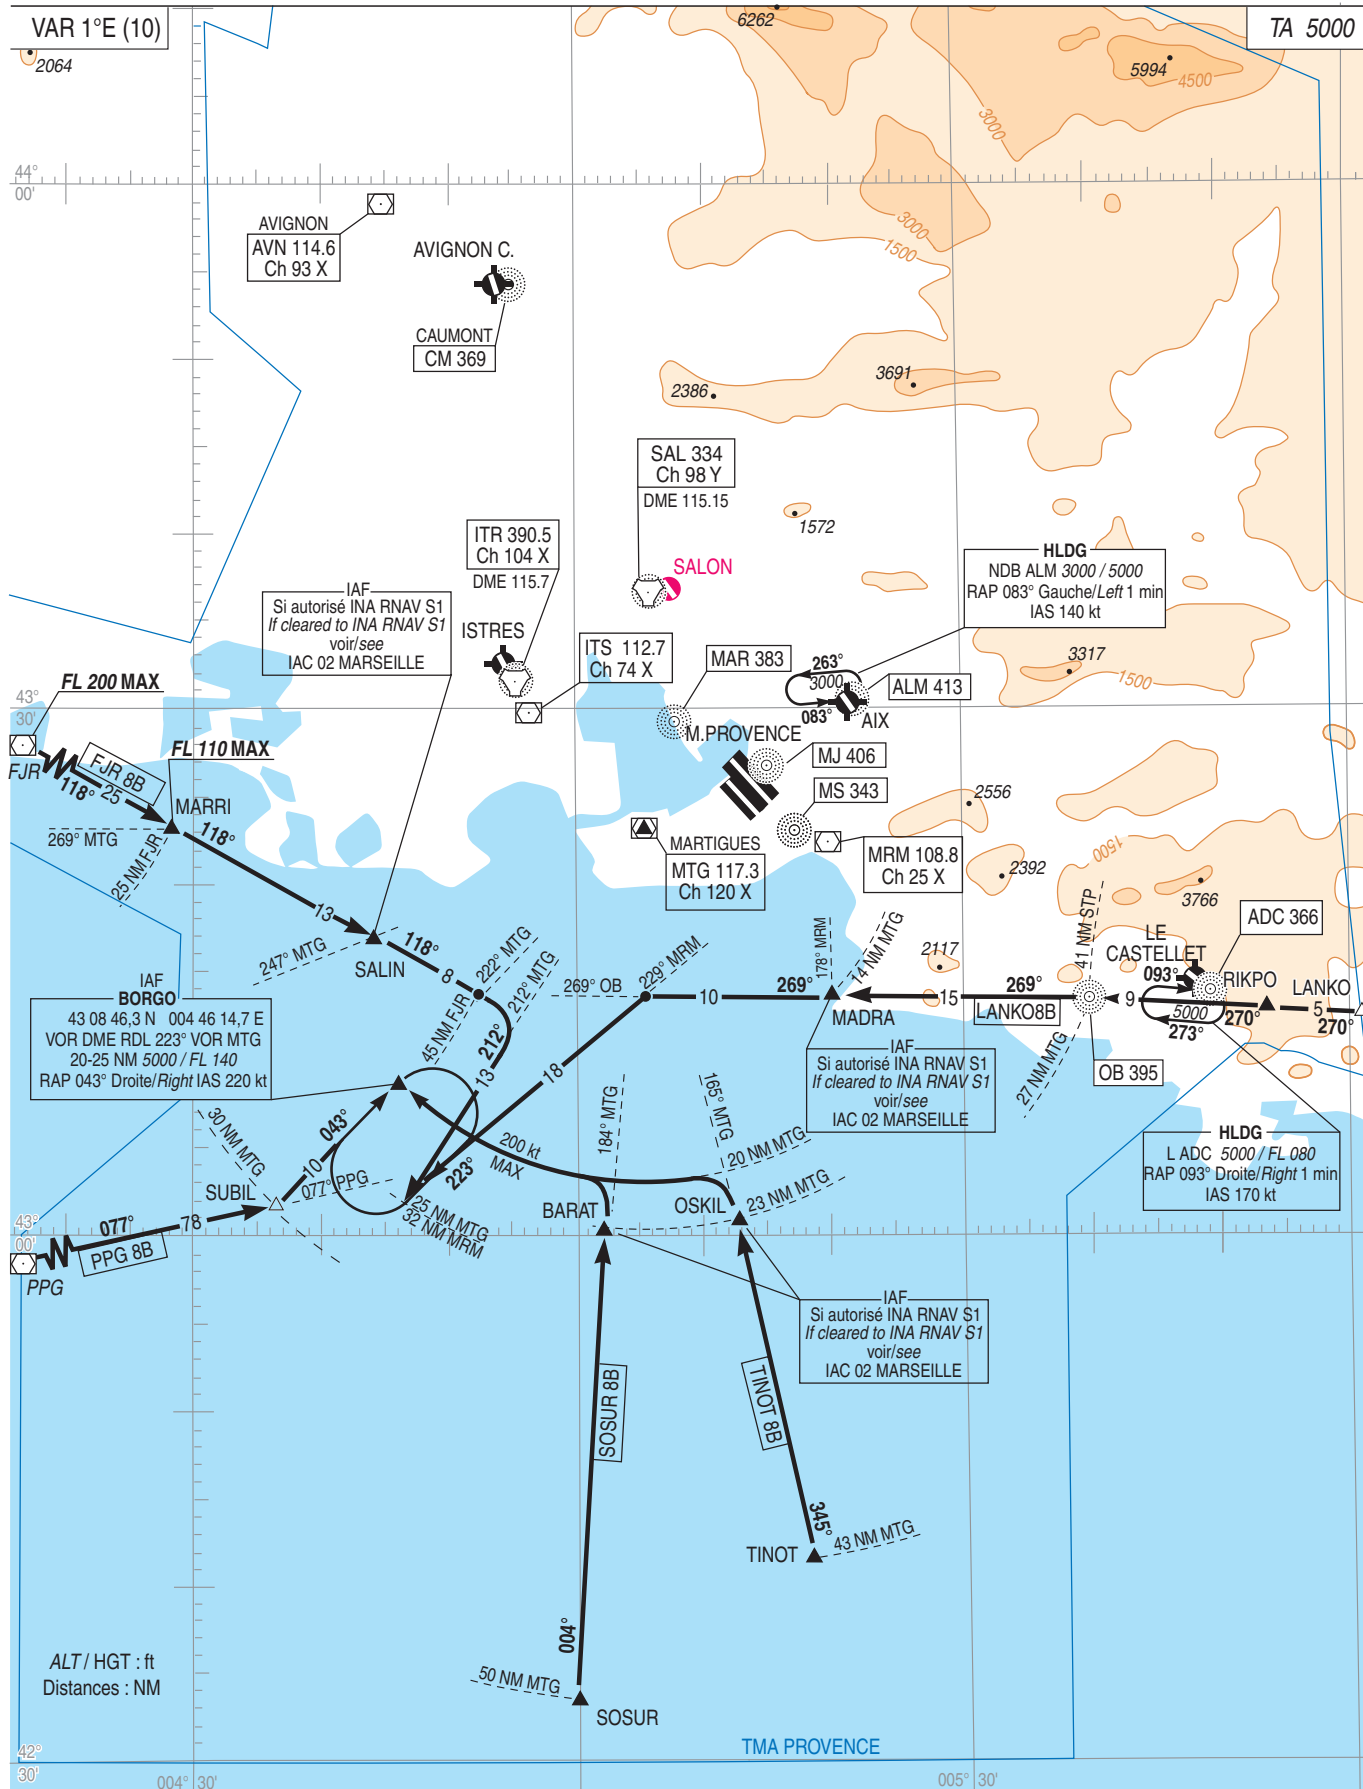 VAR 1°E (10)
TA 5000
2064
6262
5994
4500
3000
44°
00'
AVIGNON
AVN 114.6
Ch 93 X
AVIGNON C.
CAUMONT
CM 369
3000
1500
2386
3691
SAL 334
Ch 98 Y
DME 115.15
1572
ITR 390.5
Ch 104 X
DME 115.7
SALON
HLDG
NDB ALM 3000 / 5000
RAP 083° Gauche/Left 1 min
IAS 140 kt
IAF
Si autorisé INA RNAV S1
If cleared to INA RNAV S1
voir/see
IAC 02 MARSEILLE
ISTRES
ITS 112.7
Ch 74 X
MAR 383
263°
3000
083°
ALM 413
AIX
3317
1500
43°
30'
FL 200 MAX
FJR
FJR 8B
118°
25
FL 110 MAX
MARRI
269° MTG
25 NM FJR
118°
13
M.PROVENCE
MJ 406
MS 343
2556
MARTIGUES
MTG 117.3
Ch 120 X
MRM 108.8
Ch 25 X
2392
1500
3766
ADC 366
247° MTG
SALIN
118°
8
222° MTG
212° MTG
45 NM FJR
212°
13
269° OB
229° MRM
10
269°
178° MRM
14 NM MTG
MADRA
2117
15
269°
LANKO8B
41 NM STP
27 NM MTG
OB 395
LE
CASTELLET
093°
5000
273°
9
RIKPO
270°
LANKO
5
270°
IAF
BORGO
43 08 46,3 N 004 46 14,7 E
VOR DME RDL 223° VOR MTG
20-25 NM 5000 / FL 140
RAP 043° Droite/Right IAS 220 kt
IAF
Si autorisé INA RNAV S1
If cleared to INA RNAV S1
voir/see
IAC 02 MARSEILLE
HLDG
L ADC 5000 / FL 080
RAP 093° Droite/Right 1 min
IAS 170 kt
18
223°
30 NM MTG
043°
10
SUBIL
077° PPG
077°
78
PPG 8B
PPG
43°
00'
25 NM MTG
32 NM MRM
200 kt
MAX
184° MTG
165° MTG
20 NM MTG
23 NM MTG
BARAT
OSKIL
IAF
Si autorisé INA RNAV S1
If cleared to INA RNAV S1
voir/see
IAC 02 MARSEILLE
SOSUR 8B
TINOT 8B
345°
43 NM MTG
TINOT
004°
50 NM MTG
SOSUR
ALT / HGT : ft
Distances : NM
TMA PROVENCE
42°
30'
004° 30'
005° 30'